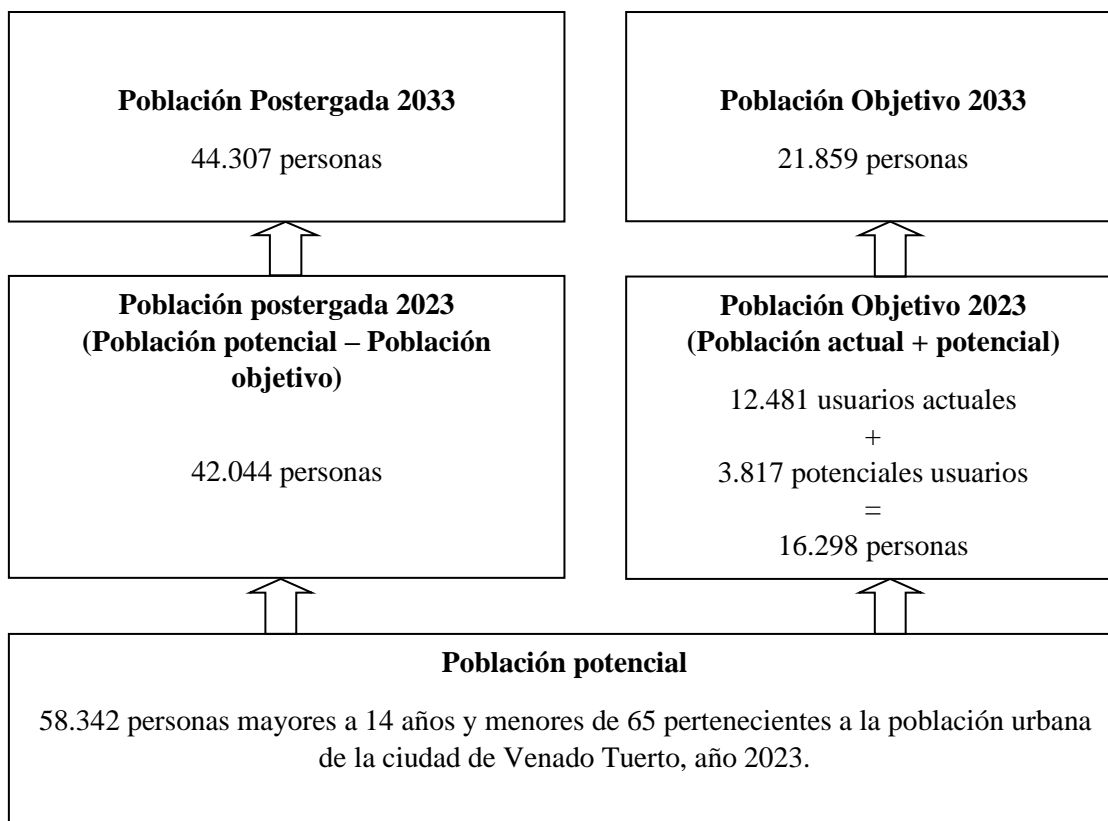 Población Postergada 2033
44.307 personas
Población Objetivo 2033
21.859 personas
Población postergada 2023
(Población potencial – Población
objetivo)
42.044 personas
Población Objetivo 2023
(Población actual + potencial)
12.481 usuarios actuales
+
3.817 potenciales usuarios
=
16.298 personas
Población potencial
58.342 personas mayores a 14 años y menores de 65 pertenecientes a la población urbana
de la ciudad de Venado Tuerto, año 2023.